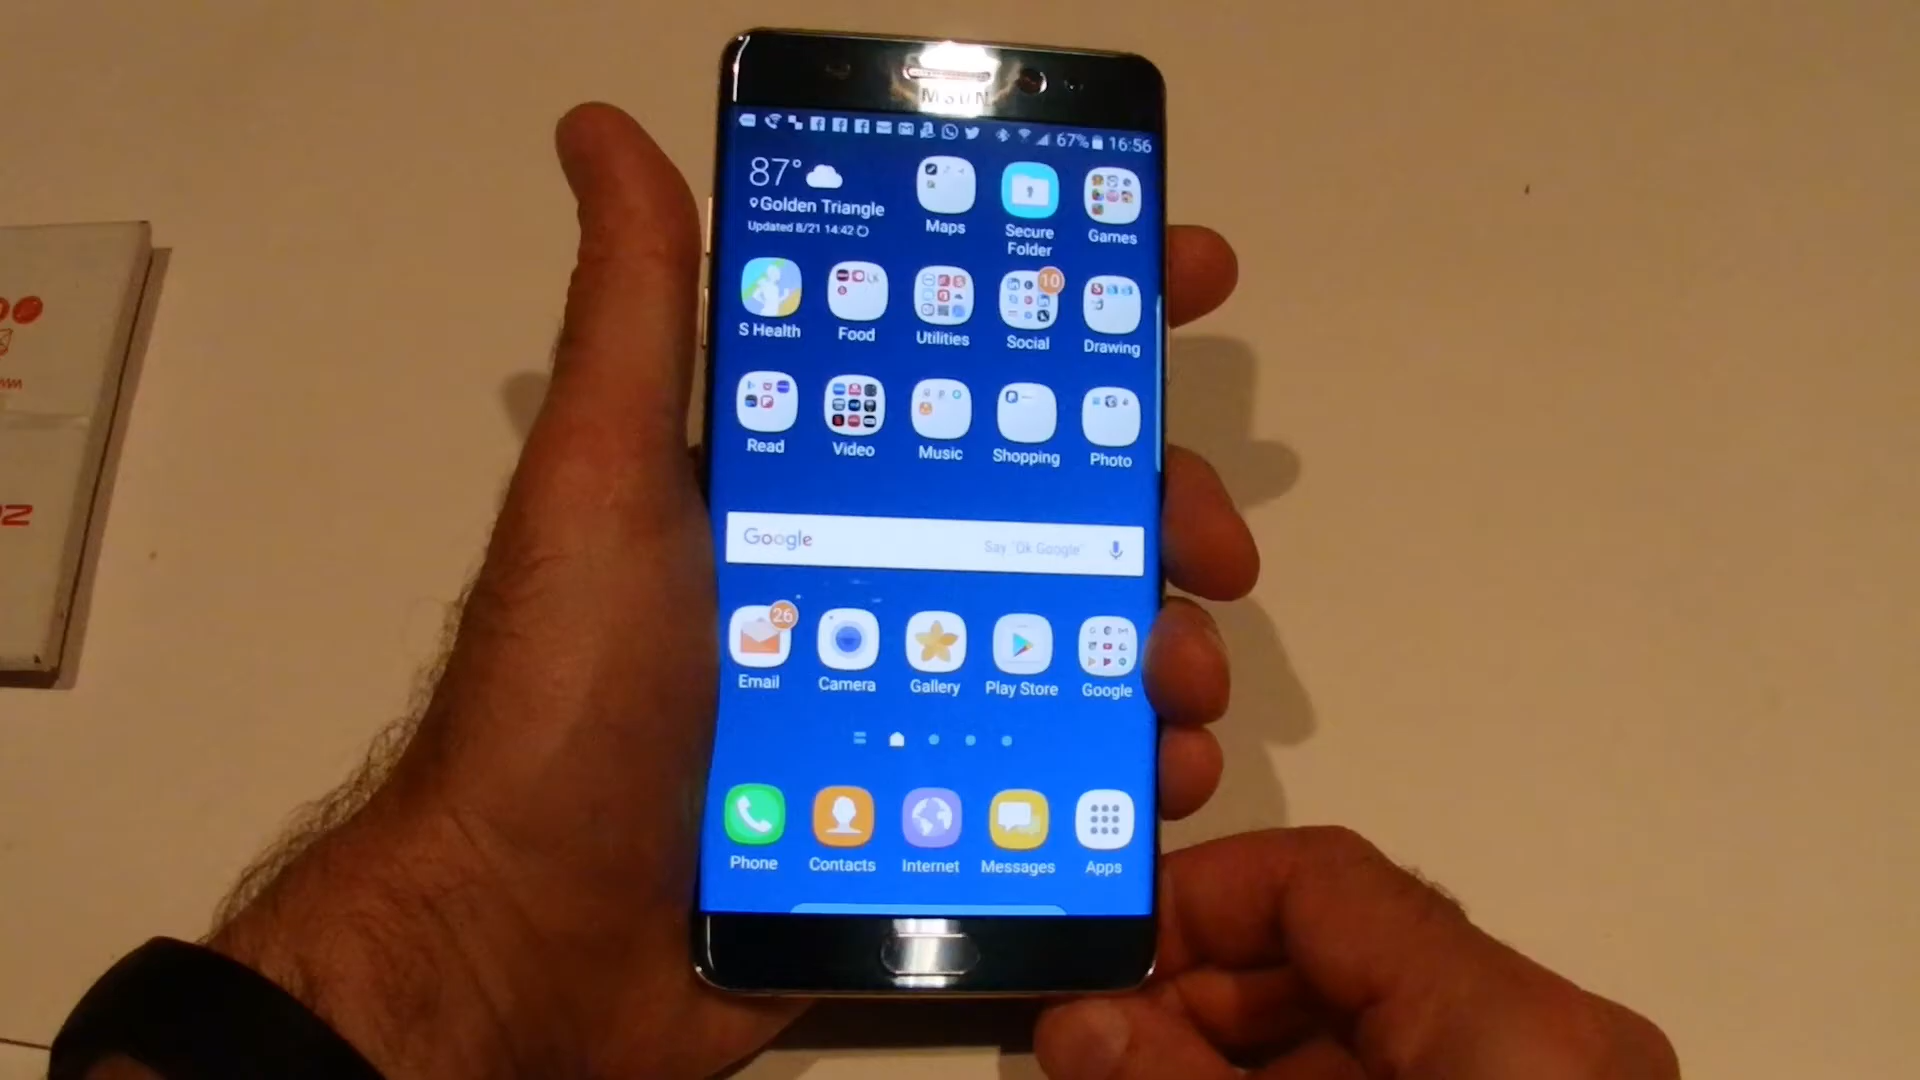 67% 16:56
87°
Golden Triangle
Updated 8/21 14:42
Maps
Secure
Folder
Games
10
S Health
Food
Utilities
Social
Drawing
Read
Video
Music
Shopping
Photo
Google
Say "Ok Google"
26
Email
Camera
Gallery
Play Store
Google
Phone
Contacts
Internet
Messages
Apps